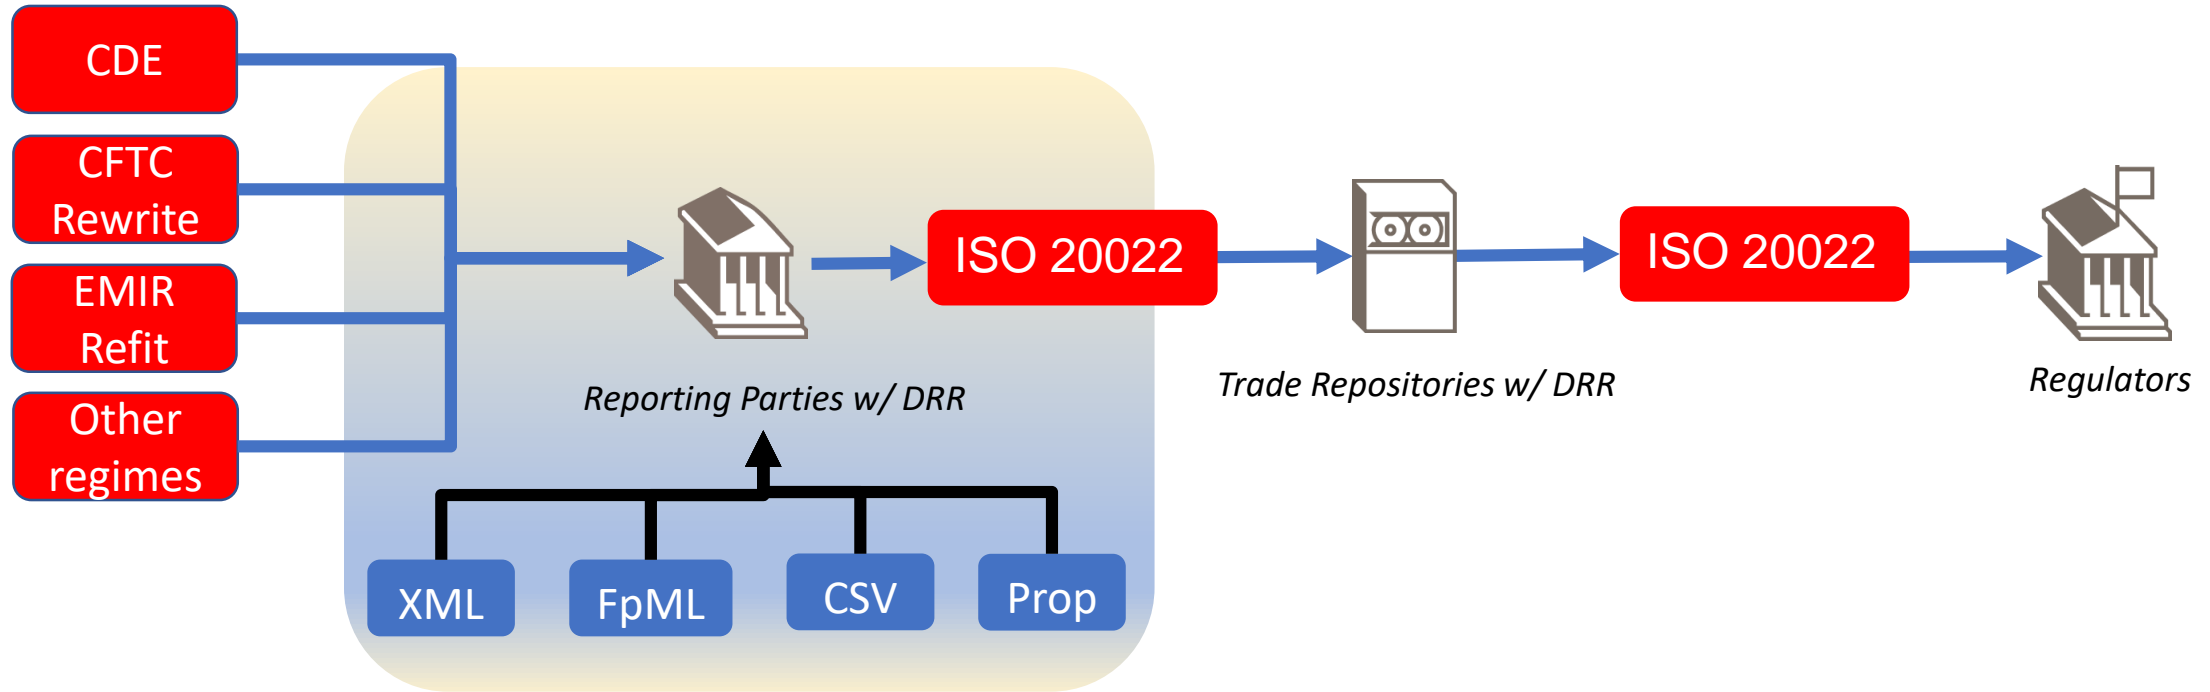 CDE
CFTC
Rewrite
EMIR
Refit
Other
regimes
Reporting Parties w/ DRR
XML
FpML
CSV
Prop
ISO 20022
Trade Repositories w/ DRR
ISO 20022
Regulators